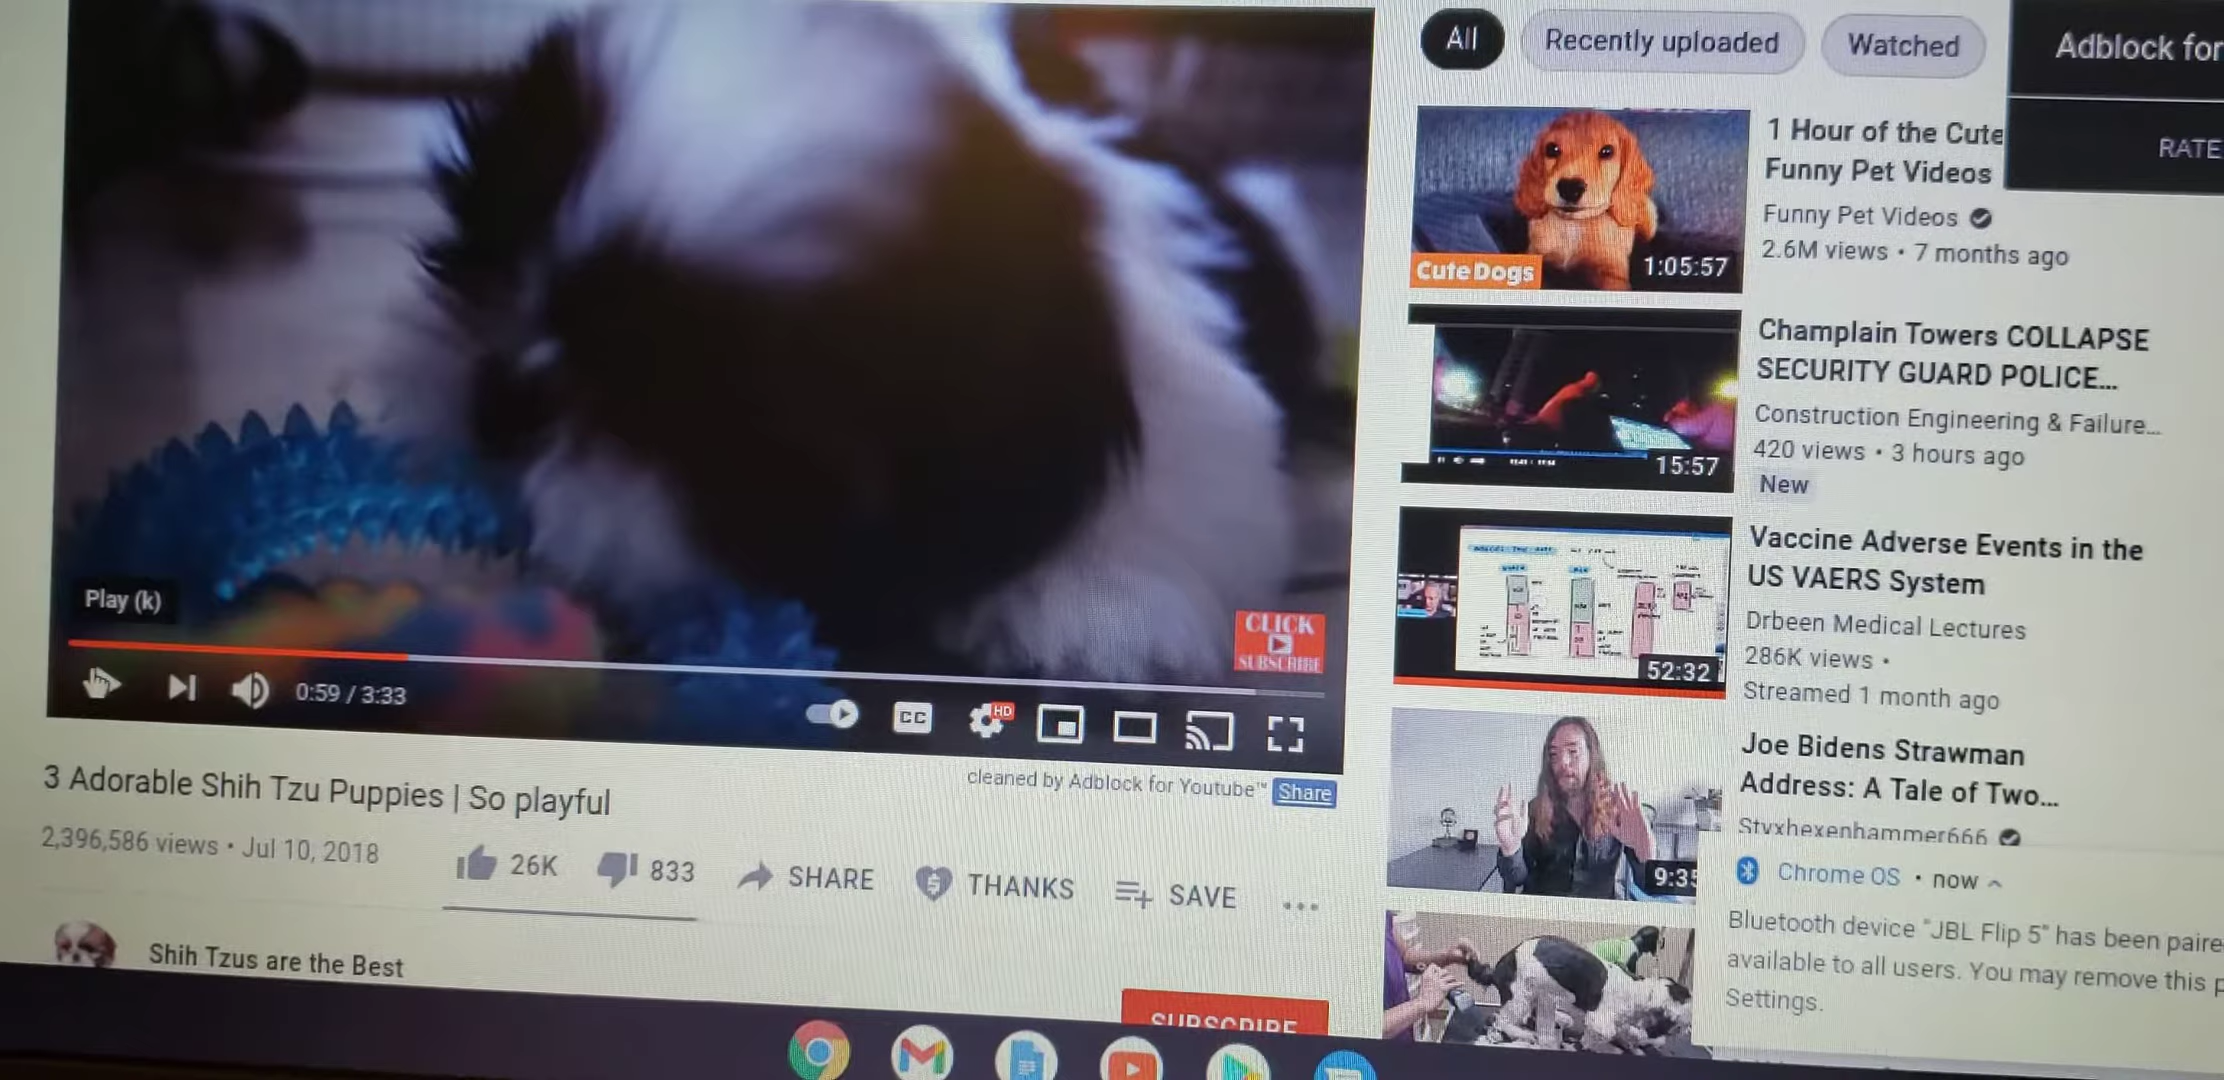 All
Recently uploaded
Watched
Adblock for
RATE
1 Hour of the Cute
Funny Pet Videos
Funny Pet Videos
2.6M views • 7 months ago
Cute Dogs
1:05:57
Champlain Towers COLLAPSE
SECURITY GUARD POLICE...
Construction Engineering & Failure...
420 views • 3 hours ago
New
15:57
Vaccine Adverse Events in the
US VAERS System
Drbeen Medical Lectures
286K views •
Streamed 1 month ago
52:32
Joe Bidens Strawman
Address: A Tale of Two...
Styxhexenhammer666
9:35
Play (k)
CLICK
SUBSCRIBE
0:59 / 3:33
CC
HD
cleaned by Adblock for Youtube™ Share
3 Adorable Shih Tzu Puppies | So playful
2,396,586 views • Jul 10, 2018
26K
833
SHARE
THANKS
SAVE
...
Shih Tzus are the Best
SUBSCRIBE
Chrome OS • now
Bluetooth device "JBL Flip 5" has been paire
available to all users. You may remove this p
Settings.